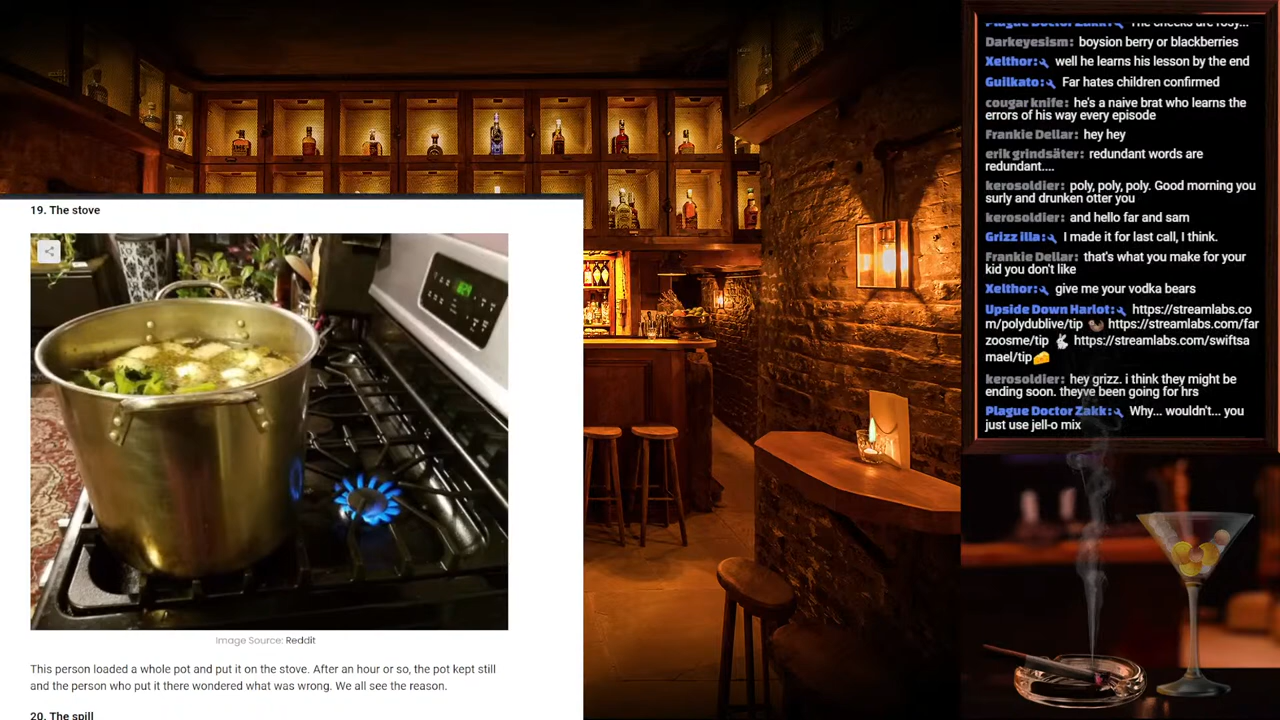 19. The stove
Image Source: Reddit
This person loaded a whole pot and put it on the stove. After an hour or so, the pot kept still
and the person who put it there wondered what was wrong. We all see the reason.
20. The spill
Plague Doctor Zakk: The cheeks are rosy...
Darkeyesism: boysion berry or blackberries
Xelthor: well he learns his lesson by the end
Guilkato: Far hates children confirmed
cougar knife: he's a naive brat who learns the
errors of his way every episode
Frankie Dellar: hey hey
erik grindsäter: redundant words are
redundant....
kerosoldier: poly, poly, poly. Good morning you
surly and drunken otter you
kerosoldier: and hello far and sam
Grizz illa: I made it for last call, I think.
Frankie Dellar: that's what you make for your
kid you don't like
Xelthor: give me your vodka bears
Upside Down Harlot: https://streamlabs.co
m/polydublive/tip https://streamlabs.com/far
zoosme/tip https://streamlabs.com/swiftsa
mael/tip
kerosoldier: hey grizz. i think they might be
ending soon. theyve been going for hrs
Plague Doctor Zakk: Why... wouldn't... you
just use jell-o mix